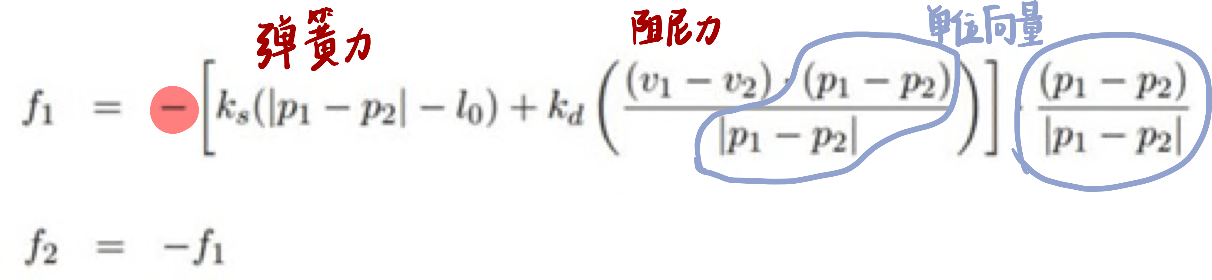 弹簧力 阻尼力 单位向量
f₁ = −[kₛ(|p₁ − p₂| − l₀) + k_d((v₁ − v₂) · (p₁ − p₂) / |p₁ − p₂|)] · (p₁ − p₂) / |p₁ − p₂|
f₂ = −f₁